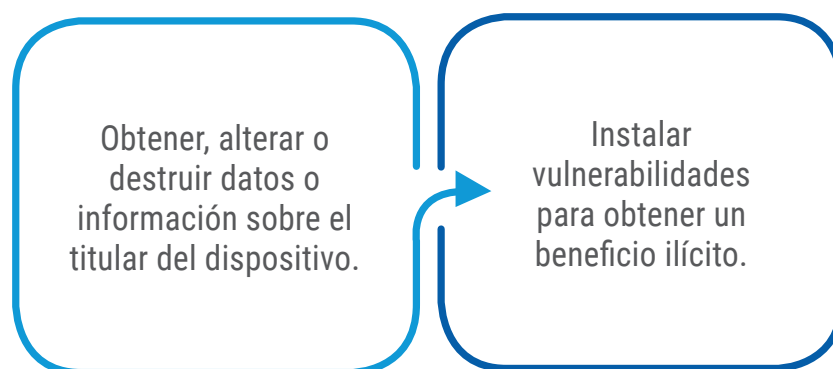 Obtener, alterar o
destruir datos o
información sobre el
titular del dispositivo.
Instalar
vulnerabilidades
para obtener un
beneficio ilícito.